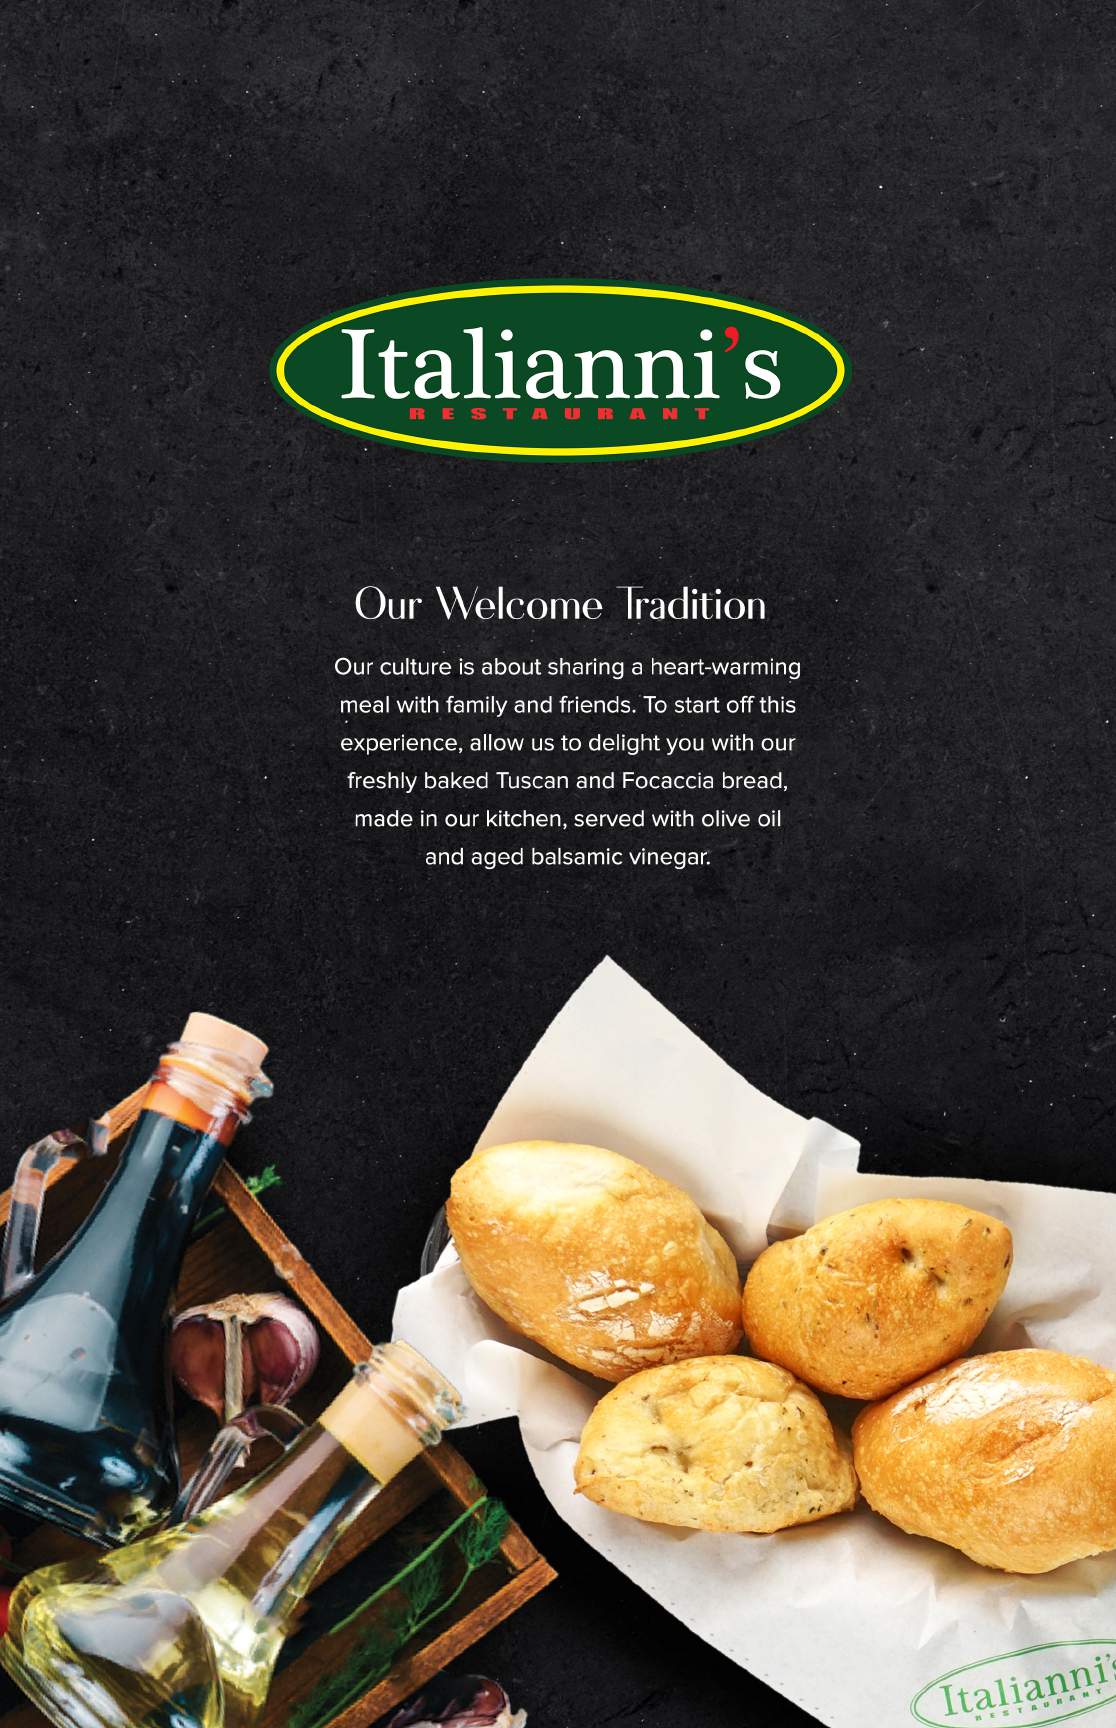 Italianni's
RESTAURANT
Our Welcome Tradition
Our culture is about sharing a heart-warming
meal with family and friends. To start off this
experience, allow us to delight you with our
freshly baked Tuscan and Focaccia bread,
made in our kitchen, served with olive oil
and aged balsamic vinegar.
Italianni's
RESTAURANT